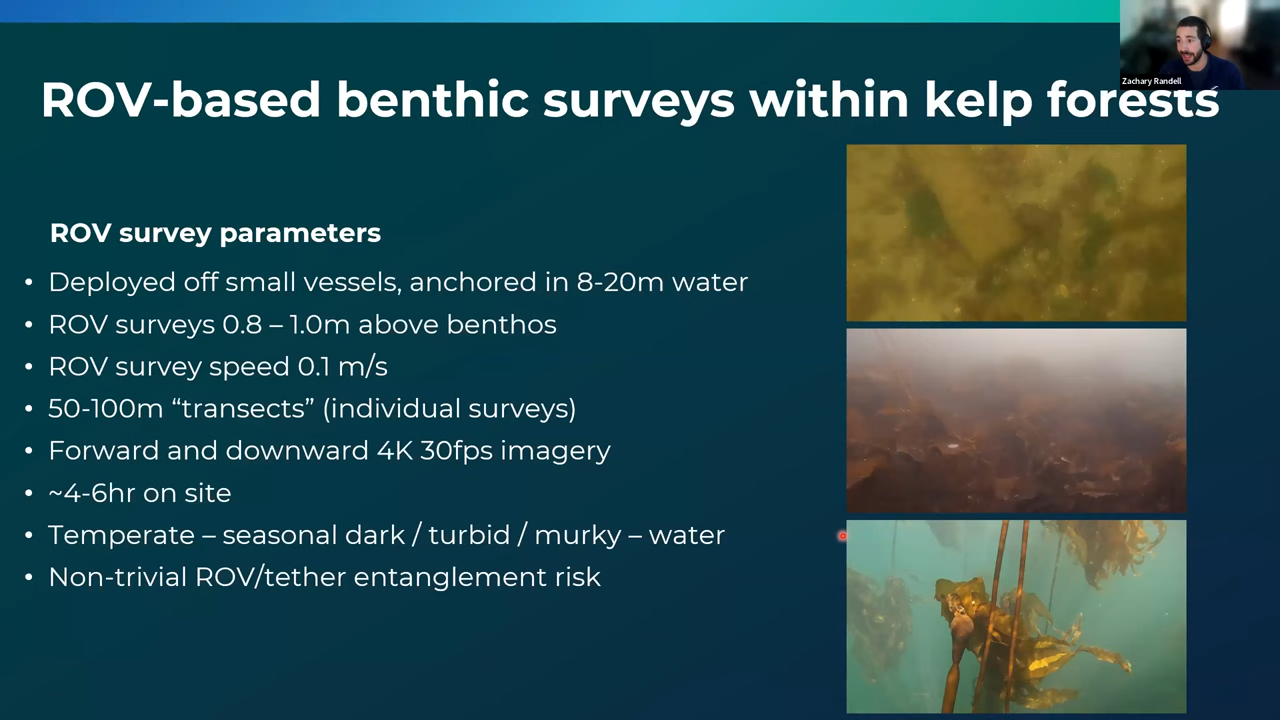 Zachary Randell
ROV-based benthic surveys within kelp forests
ROV survey parameters
• Deployed off small vessels, anchored in 8-20m water
• ROV surveys 0.8 – 1.0m above benthos
• ROV survey speed 0.1 m/s
• 50-100m “transects” (individual surveys)
• Forward and downward 4K 30fps imagery
• ~4-6hr on site
• Temperate – seasonal dark / turbid / murky – water
• Non-trivial ROV/tether entanglement risk